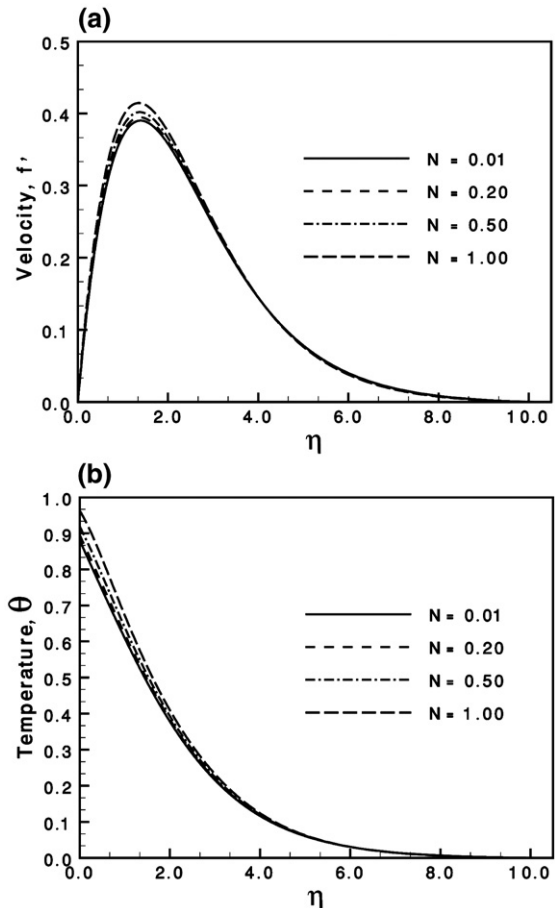 (a)
0.5
0.4
0.3
0.2
0.1
0.0
Velocity, f'
N = 0.01
N = 0.20
N = 0.50
N = 1.00
0.0 2.0 4.0 6.0 8.0 10.0
η
(b)
1.0
0.9
0.8
0.7
0.6
0.5
0.4
0.3
0.2
0.1
0.0
Temperature, θ
N = 0.01
N = 0.20
N = 0.50
N = 1.00
0.0 2.0 4.0 6.0 8.0 10.0
η